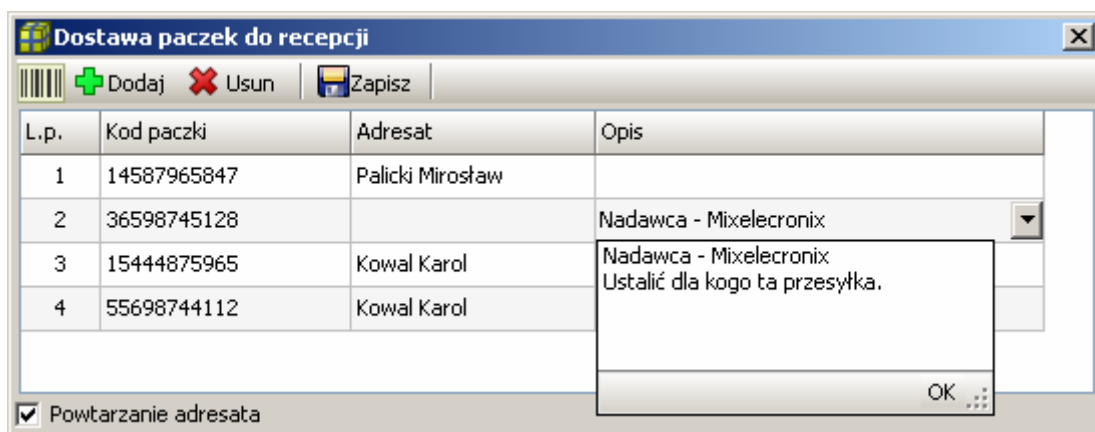 Dostawa paczek do recepcji
Dodaj Usun Zapisz
L.p. Kod paczki Adresat Opis
1 14587965847 Palicki Mirosław
2 36598745128 Nadawca - Mixelecronix
3 15444875965 Kowal Karol
4 55698744112 Kowal Karol
Nadawca - Mixelecronix
Ustalić dla kogo ta przesyłka.
OK
Powtarzanie adresata